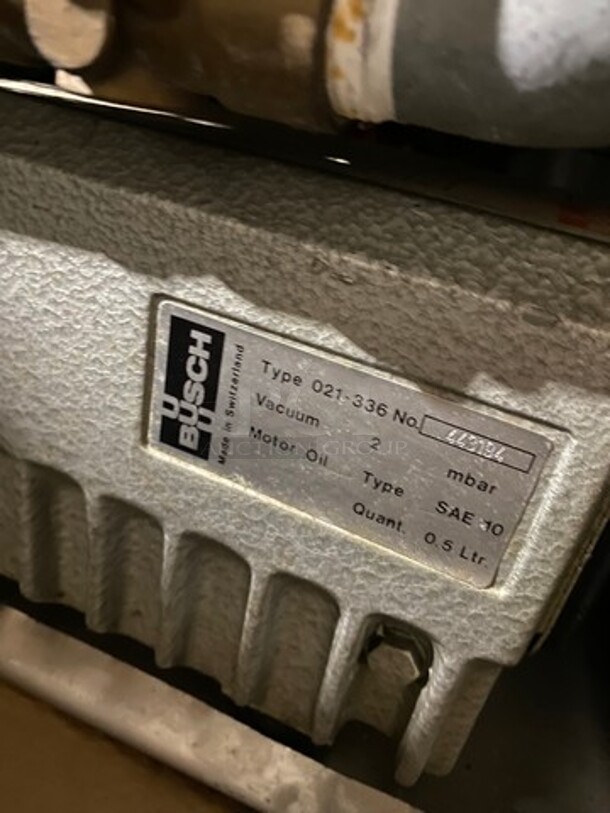 BUSCH
Made in Switzerland
Type 021-336 No. 443194
Vacuum 2 mbar
Motor Oil Type SAE 10
Quant. 0.5 Ltr.